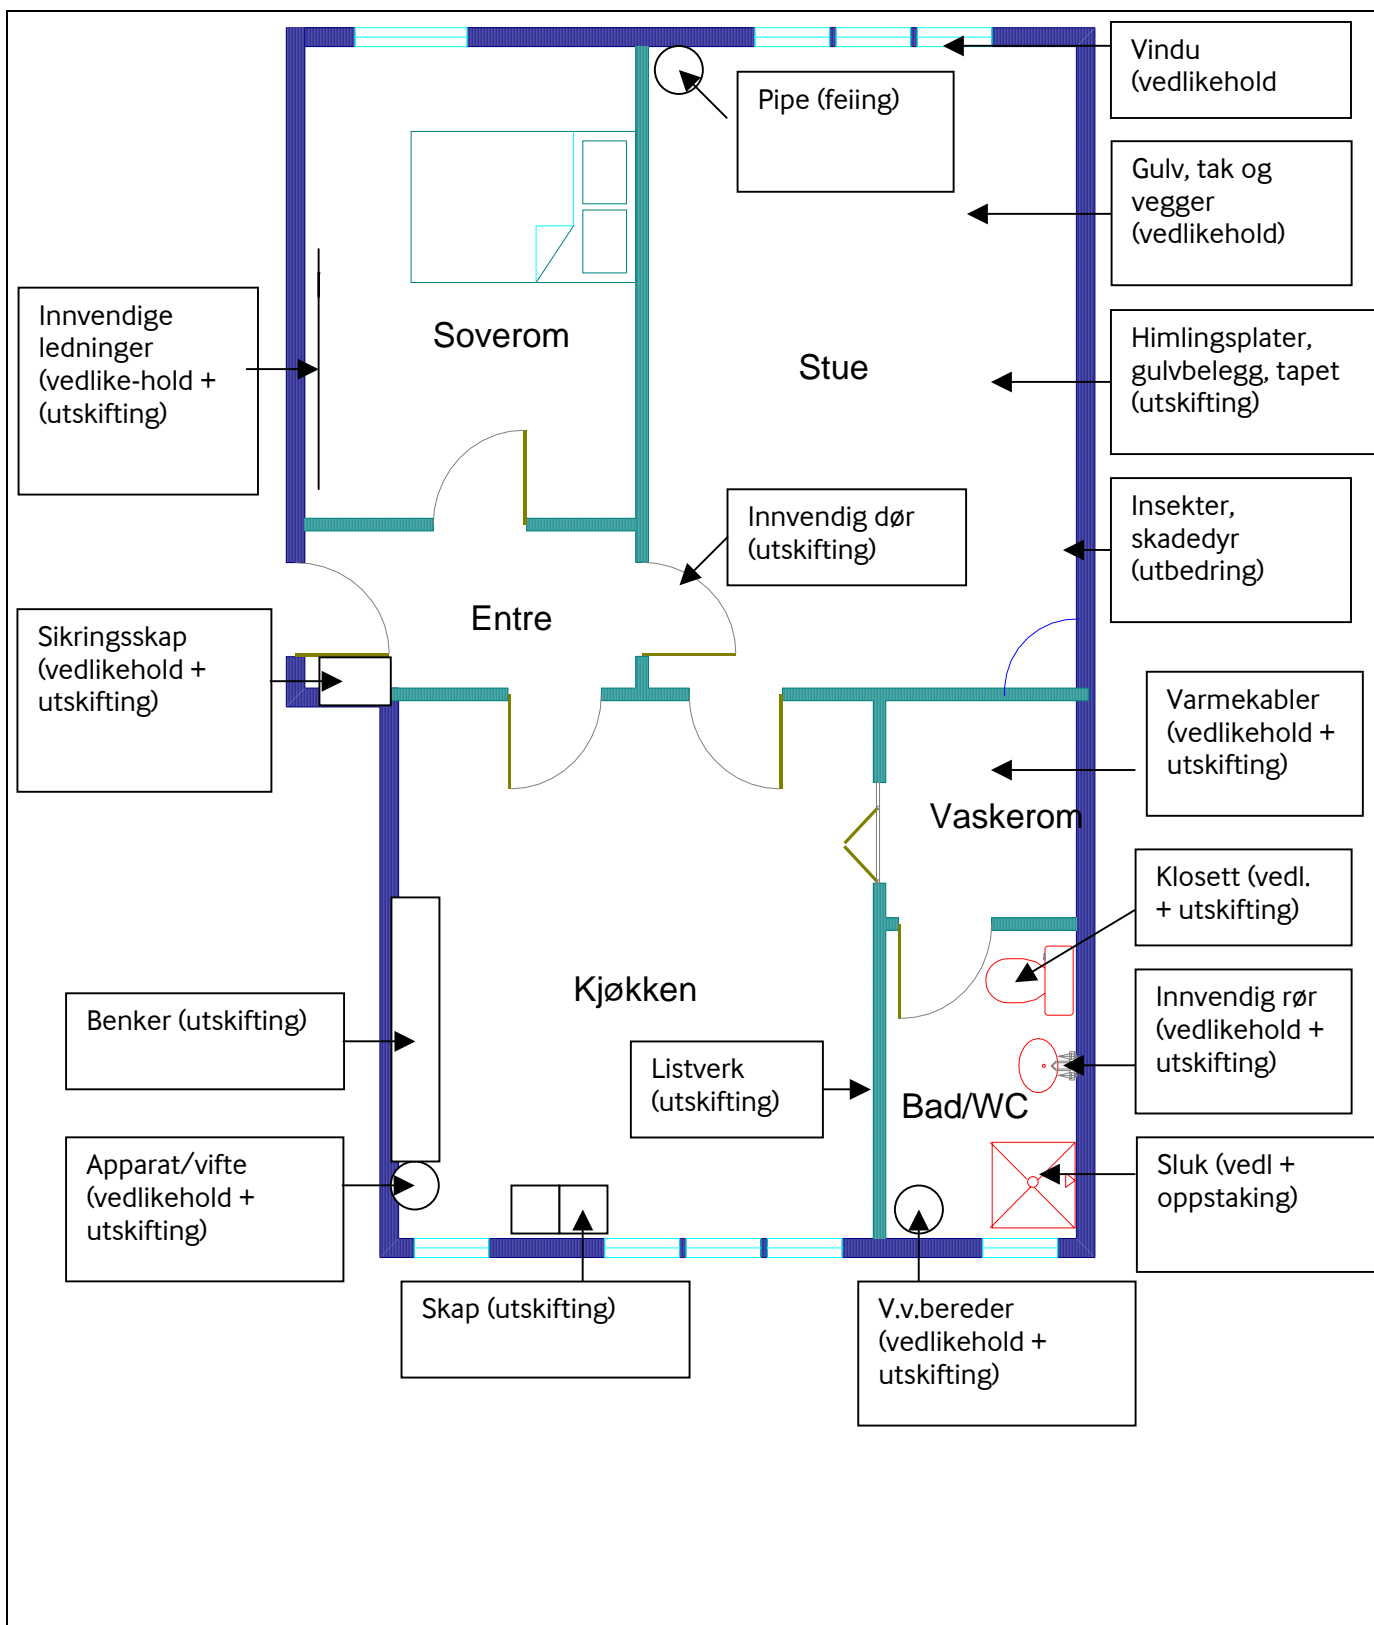 Vindu
(vedlikehold
Pipe (feiing)
Gulv, tak og
vegger
(vedlikehold)
Innvendige
ledninger
(vedlike-hold +
(utskifting)
Soverom
Stue
Himlingsplater,
gulvbelegg, tapet
(utskifting)
Innvendig dør
(utskifting)
Insekter,
skadedyr
(utbedring)
Entre
Sikringsskap
(vedlikehold +
utskifting)
Varmekabler
(vedlikehold +
utskifting)
Vaskerom
Klosett (vedl.
+ utskifting)
Kjøkken
Innvendig rør
(vedlikehold +
utskifting)
Benker (utskifting)
Listverk
(utskifting)
Bad/WC
Apparat/vifte
(vedlikehold +
utskifting)
Sluk (vedl +
oppstaking)
Skap (utskifting)
V.v.bereder
(vedlikehold +
utskifting)